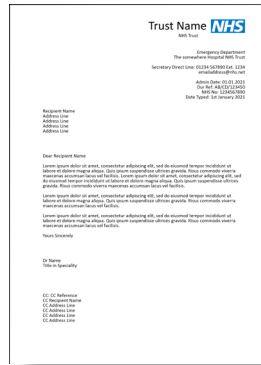 Trust Name NHS
NHS Trust
Emergency Department
The somewhere Hospital NHS Trust
Secretary Direct Line: 01234 567890 Ext. 1234
emailaddress@nhs.net
Admin Date: 01.01.2021
Our Ref: AB/CD/123450
NHS No: 1234567890
Date Typed: 1st January 2021
Recipient Name
Address Line
Address Line
Address Line
Address Line
Dear Recipient Name
Lorem ipsum dolor sit amet, consectetur adipiscing elit, sed do eiusmod tempor incididunt ut
labore et dolore magna aliqua. Quis ipsum suspendisse ultrices gravida. Risus commodo viverra
maecenas accumsan lacus vel facilisis. Lorem ipsum dolor sit amet, consectetur adipiscing elit, sed
do eiusmod tempor incididunt ut labore et dolore magna aliqua. Quis ipsum suspendisse ultrices
gravida. Risus commodo viverra maecenas accumsan lacus vel facilisis.
Lorem ipsum dolor sit amet, consectetur adipiscing elit, sed do eiusmod tempor incididunt ut
labore et dolore magna aliqua. Quis ipsum suspendisse ultrices gravida. Risus commodo viverra
maecenas accumsan lacus vel facilisis.
Lorem ipsum dolor sit amet, consectetur adipiscing elit, sed do eiusmod tempor incididunt ut
labore et dolore magna aliqua. Quis ipsum suspendisse ultrices gravida. Risus commodo viverra
maecenas accumsan lacus vel facilisis.
Yours Sincerely
Dr Name
Title in Speciality
CC: CC Reference
CC Recipient Name
CC Address Line
CC Address Line
CC Address Line
CC Address Line